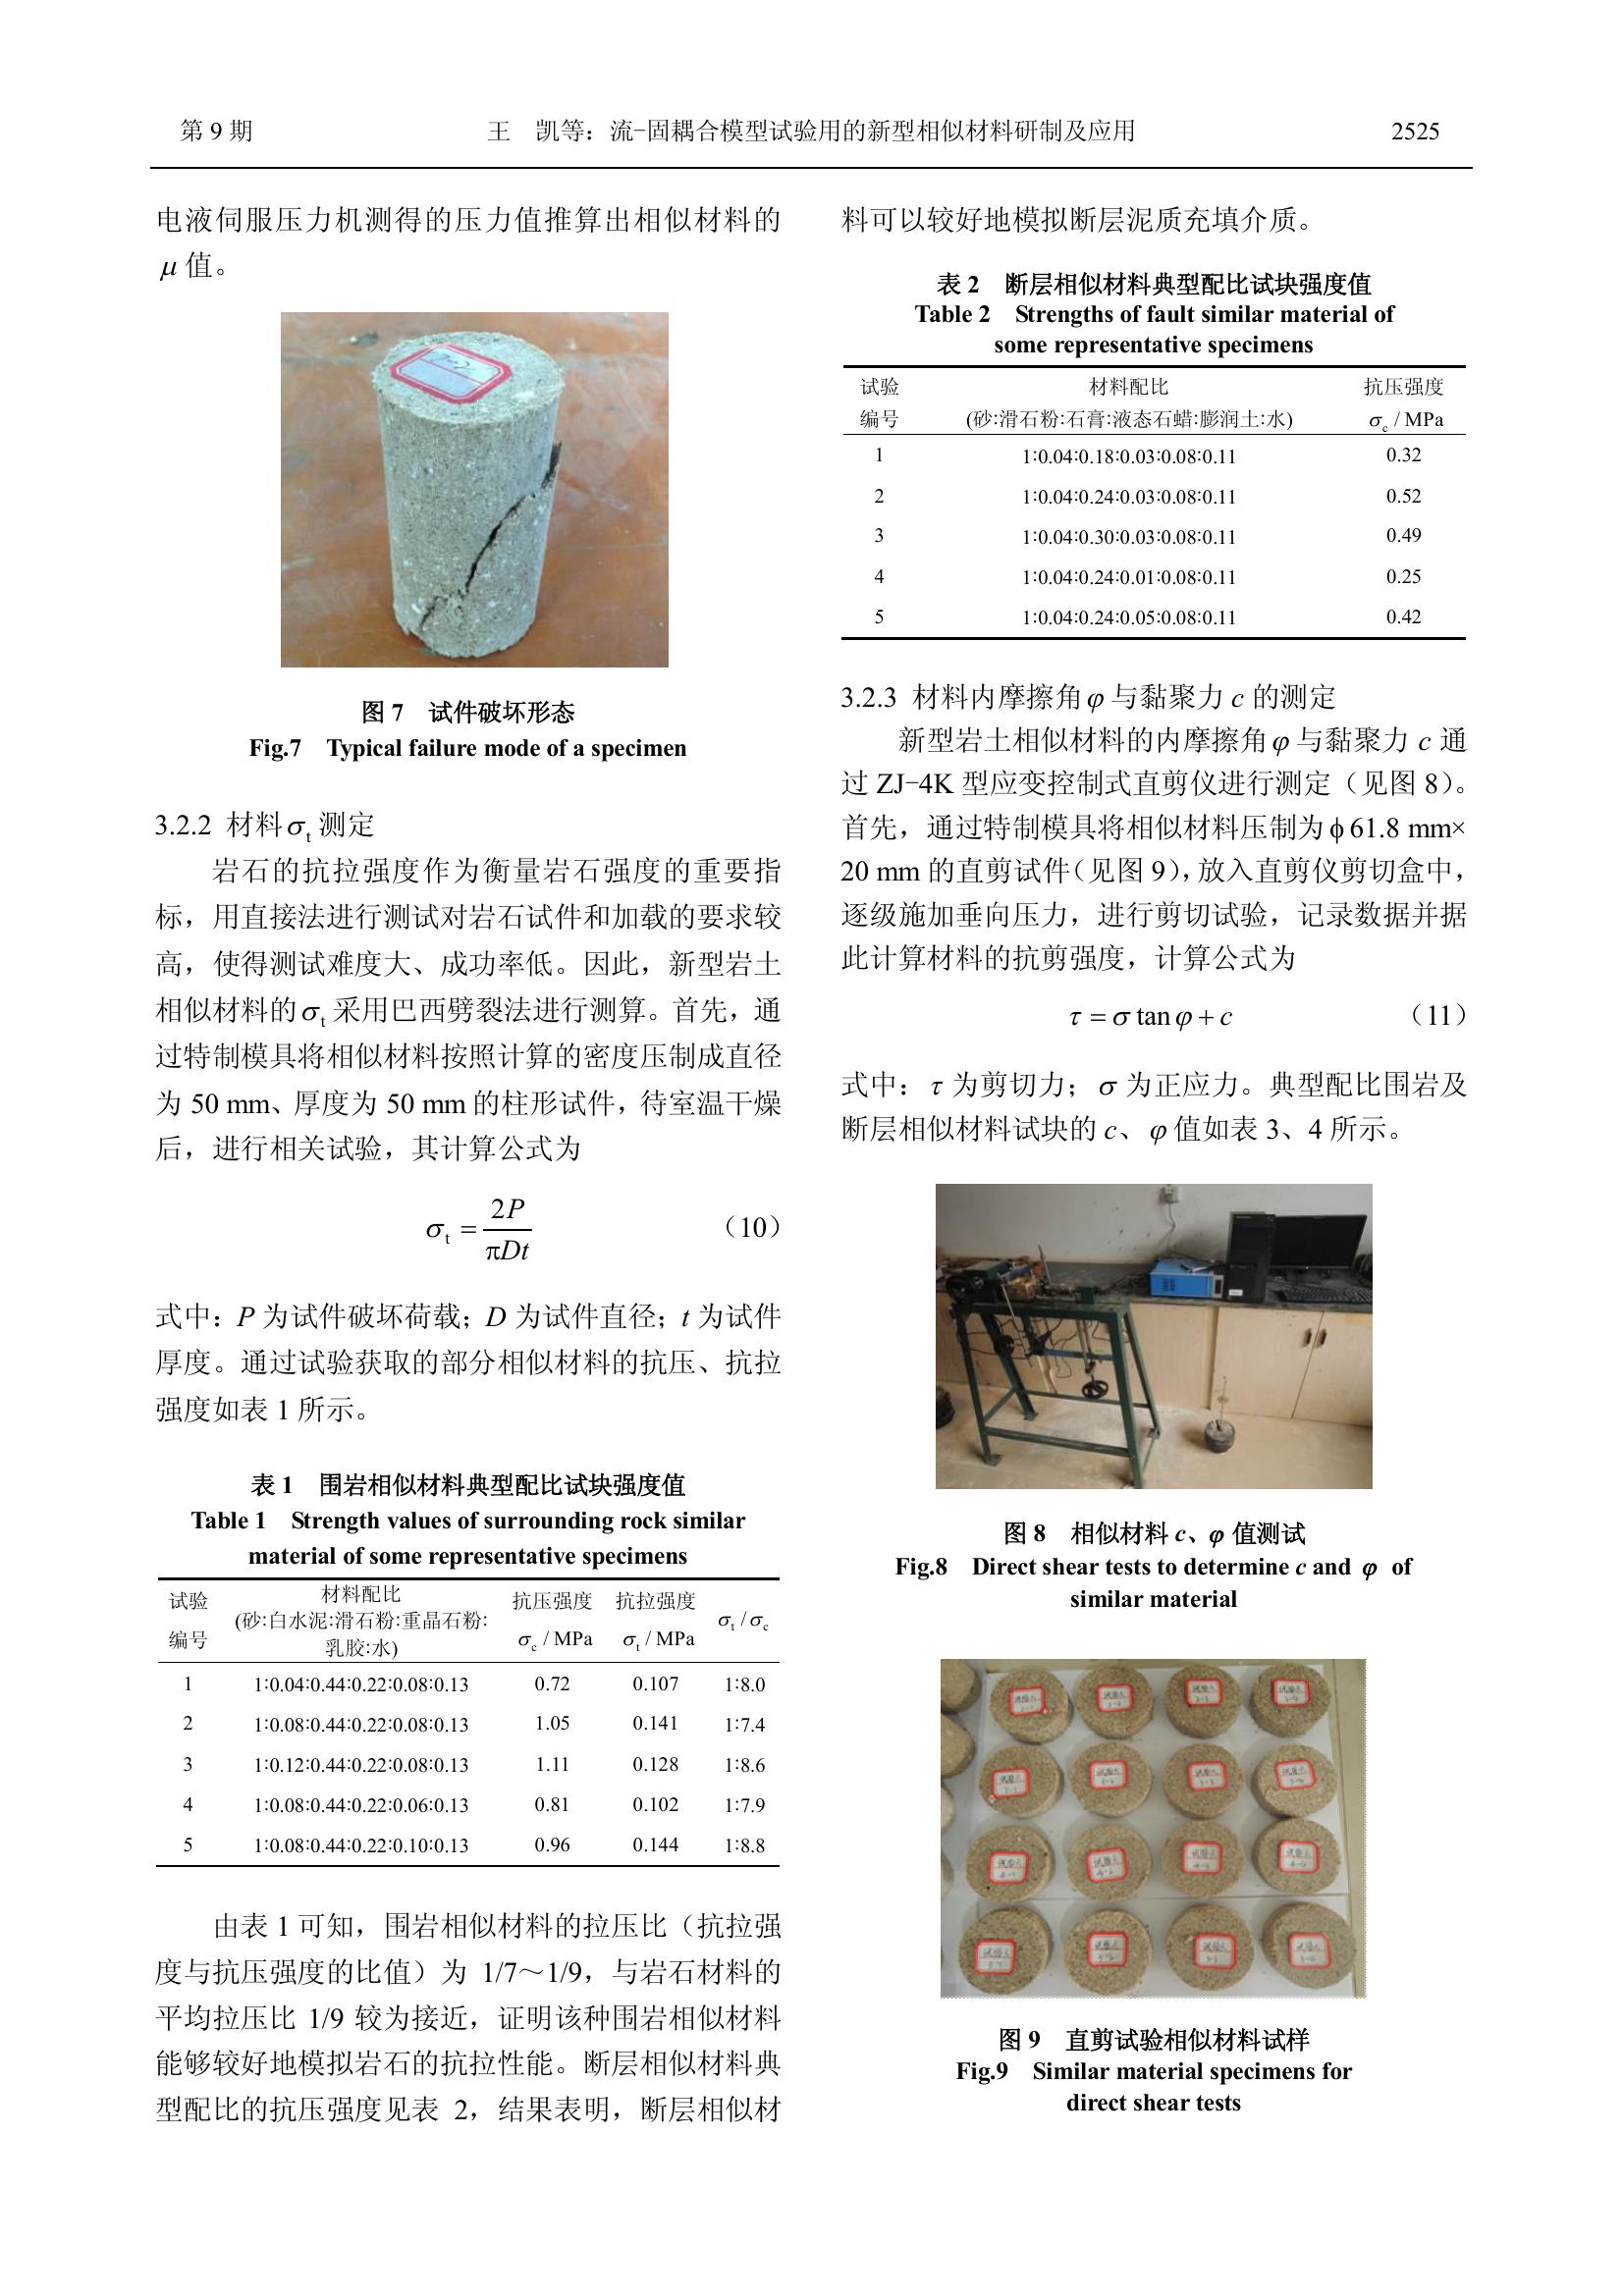 第 9 期 王 凯等：流-固耦合模型试验用的新型相似材料研制及应用 2525
电液伺服压力机测得的压力值推算出相似材料的
μ 值。
图 7 试件破坏形态
Fig.7 Typical failure mode of a specimen
3.2.2 材料σt 测定
岩石的抗拉强度作为衡量岩石强度的重要指
标，用直接法进行测试对岩石试件和加载的要求较
高，使得测试难度大、成功率低。因此，新型岩土
相似材料的σt 采用巴西劈裂法进行测算。首先，通
过特制模具将相似材料按照计算的密度压制成直径
为 50 mm、厚度为 50 mm 的柱形试件，待室温干燥
后，进行相关试验，其计算公式为
σt = 2P / πDt （10）
式中：P 为试件破坏荷载；D 为试件直径；t 为试件
厚度。通过试验获取的部分相似材料的抗压、抗拉
强度如表 1 所示。
表 1 围岩相似材料典型配比试块强度值
Table 1 Strength values of surrounding rock similar
material of some representative specimens
试验编号 材料配比(砂:白水泥:滑石粉:重晶石粉:乳胶:水) 抗压强度 σc / MPa 抗拉强度 σt / MPa σt / σc
1 1:0.04:0.44:0.22:0.08:0.13 0.72 0.107 1:8.0
2 1:0.08:0.44:0.22:0.08:0.13 1.05 0.141 1:7.4
3 1:0.12:0.44:0.22:0.08:0.13 1.11 0.128 1:8.6
4 1:0.08:0.44:0.22:0.06:0.13 0.81 0.102 1:7.9
5 1:0.08:0.44:0.22:0.10:0.13 0.96 0.144 1:8.8
由表 1 可知，围岩相似材料的拉压比（抗拉强
度与抗压强度的比值）为 1/7～1/9，与岩石材料的
平均拉压比 1/9 较为接近，证明该种围岩相似材料
能够较好地模拟岩石的抗拉性能。断层相似材料典
型配比的抗压强度见表 2，结果表明，断层相似材
料可以较好地模拟断层泥质充填介质。
表 2 断层相似材料典型配比试块强度值
Table 2 Strengths of fault similar material of
some representative specimens
试验编号 材料配比(砂:滑石粉:石膏:液态石蜡:膨润土:水) 抗压强度 σc / MPa
1 1:0.04:0.18:0.03:0.08:0.11 0.32
2 1:0.04:0.24:0.03:0.08:0.11 0.52
3 1:0.04:0.30:0.03:0.08:0.11 0.49
4 1:0.04:0.24:0.01:0.08:0.11 0.25
5 1:0.04:0.24:0.05:0.08:0.11 0.42
3.2.3 材料内摩擦角φ 与黏聚力 c 的测定
新型岩土相似材料的内摩擦角φ 与黏聚力 c 通
过 ZJ-4K 型应变控制式直剪仪进行测定（见图 8）。
首先，通过特制模具将相似材料压制为ϕ 61.8 mm×
20 mm 的直剪试件（见图 9），放入直剪仪剪切盒中，
逐级施加垂向压力，进行剪切试验，记录数据并据
此计算材料的抗剪强度，计算公式为
τ = σ tan φ + c （11）
式中：τ 为剪切力；σ 为正应力。典型配比围岩及
断层相似材料试块的 c、φ 值如表 3、4 所示。
图 8 相似材料 c、φ 值测试
Fig.8 Direct shear tests to determine c and φ of
similar material
图 9 直剪试验相似材料试样
Fig.9 Similar material specimens for
direct shear tests